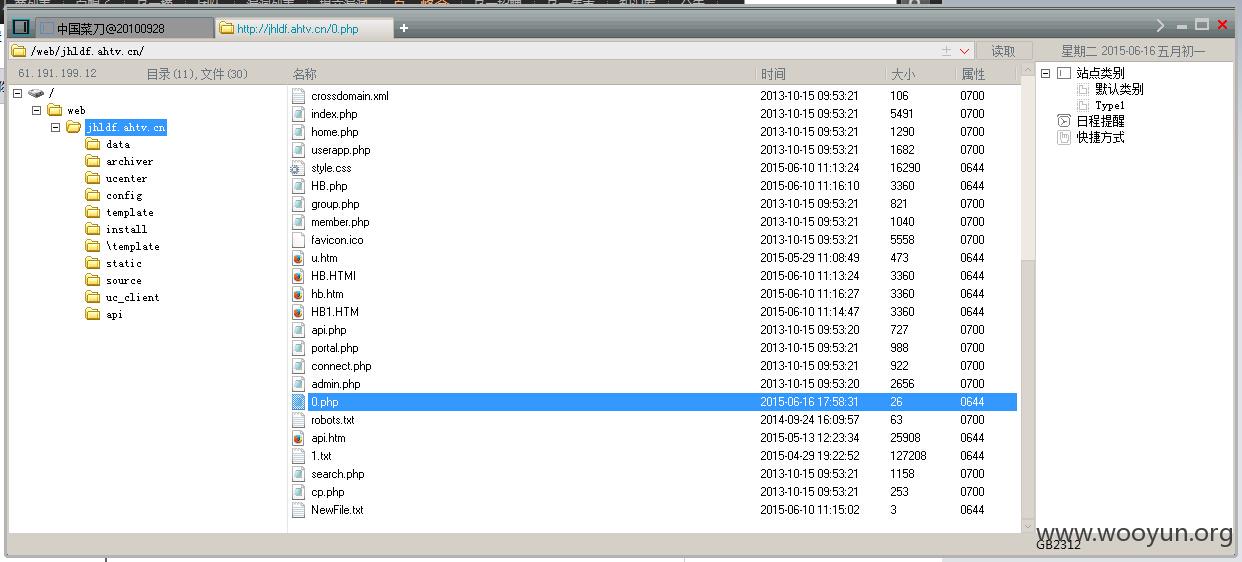 中国菜刀@20100928
http://jhldf.ahtv.cn/0.php
+
/web/jhldf.ahtv.cn/
读取
星期二 2015-06-16 五月初一
61.191.199.12
目录(11),文件(30)
名称 时间 大小 属性
/
web
jhldf.ahtv.cn
data
archiver
ucenter
config
template
install
\template
static
source
uc_client
api
crossdomain.xml 2013-10-15 09:53:21 106 0700
index.php 2013-10-15 09:53:21 5491 0700
home.php 2013-10-15 09:53:21 1290 0700
userapp.php 2013-10-15 09:53:21 1682 0700
style.css 2015-06-10 11:13:24 16290 0644
HB.php 2015-06-10 11:16:10 3360 0644
group.php 2013-10-15 09:53:21 821 0700
member.php 2013-10-15 09:53:21 1040 0700
favicon.ico 2013-10-15 09:53:21 5558 0700
u.htm 2015-05-29 11:08:49 473 0644
HB.HTMl 2015-06-10 11:13:24 3360 0644
hb.htm 2015-06-10 11:16:27 3360 0644
HB1.HTM 2015-06-10 11:14:47 3360 0644
api.php 2013-10-15 09:53:20 727 0700
portal.php 2013-10-15 09:53:21 988 0700
connect.php 2013-10-15 09:53:21 922 0700
admin.php 2013-10-15 09:53:20 2656 0700
0.php 2015-06-16 17:58:31 26 0644
robots.txt 2014-09-24 16:09:57 63 0700
api.htm 2015-05-13 12:23:34 25908 0644
1.txt 2015-04-29 19:22:52 127208 0644
search.php 2013-10-15 09:53:21 1158 0700
cp.php 2013-10-15 09:53:21 253 0700
NewFile.txt 2015-06-10 11:15:02 3 0644
站点类别
默认类别
Type1
日程提醒
快捷方式
www.wooyun.org
GB2312